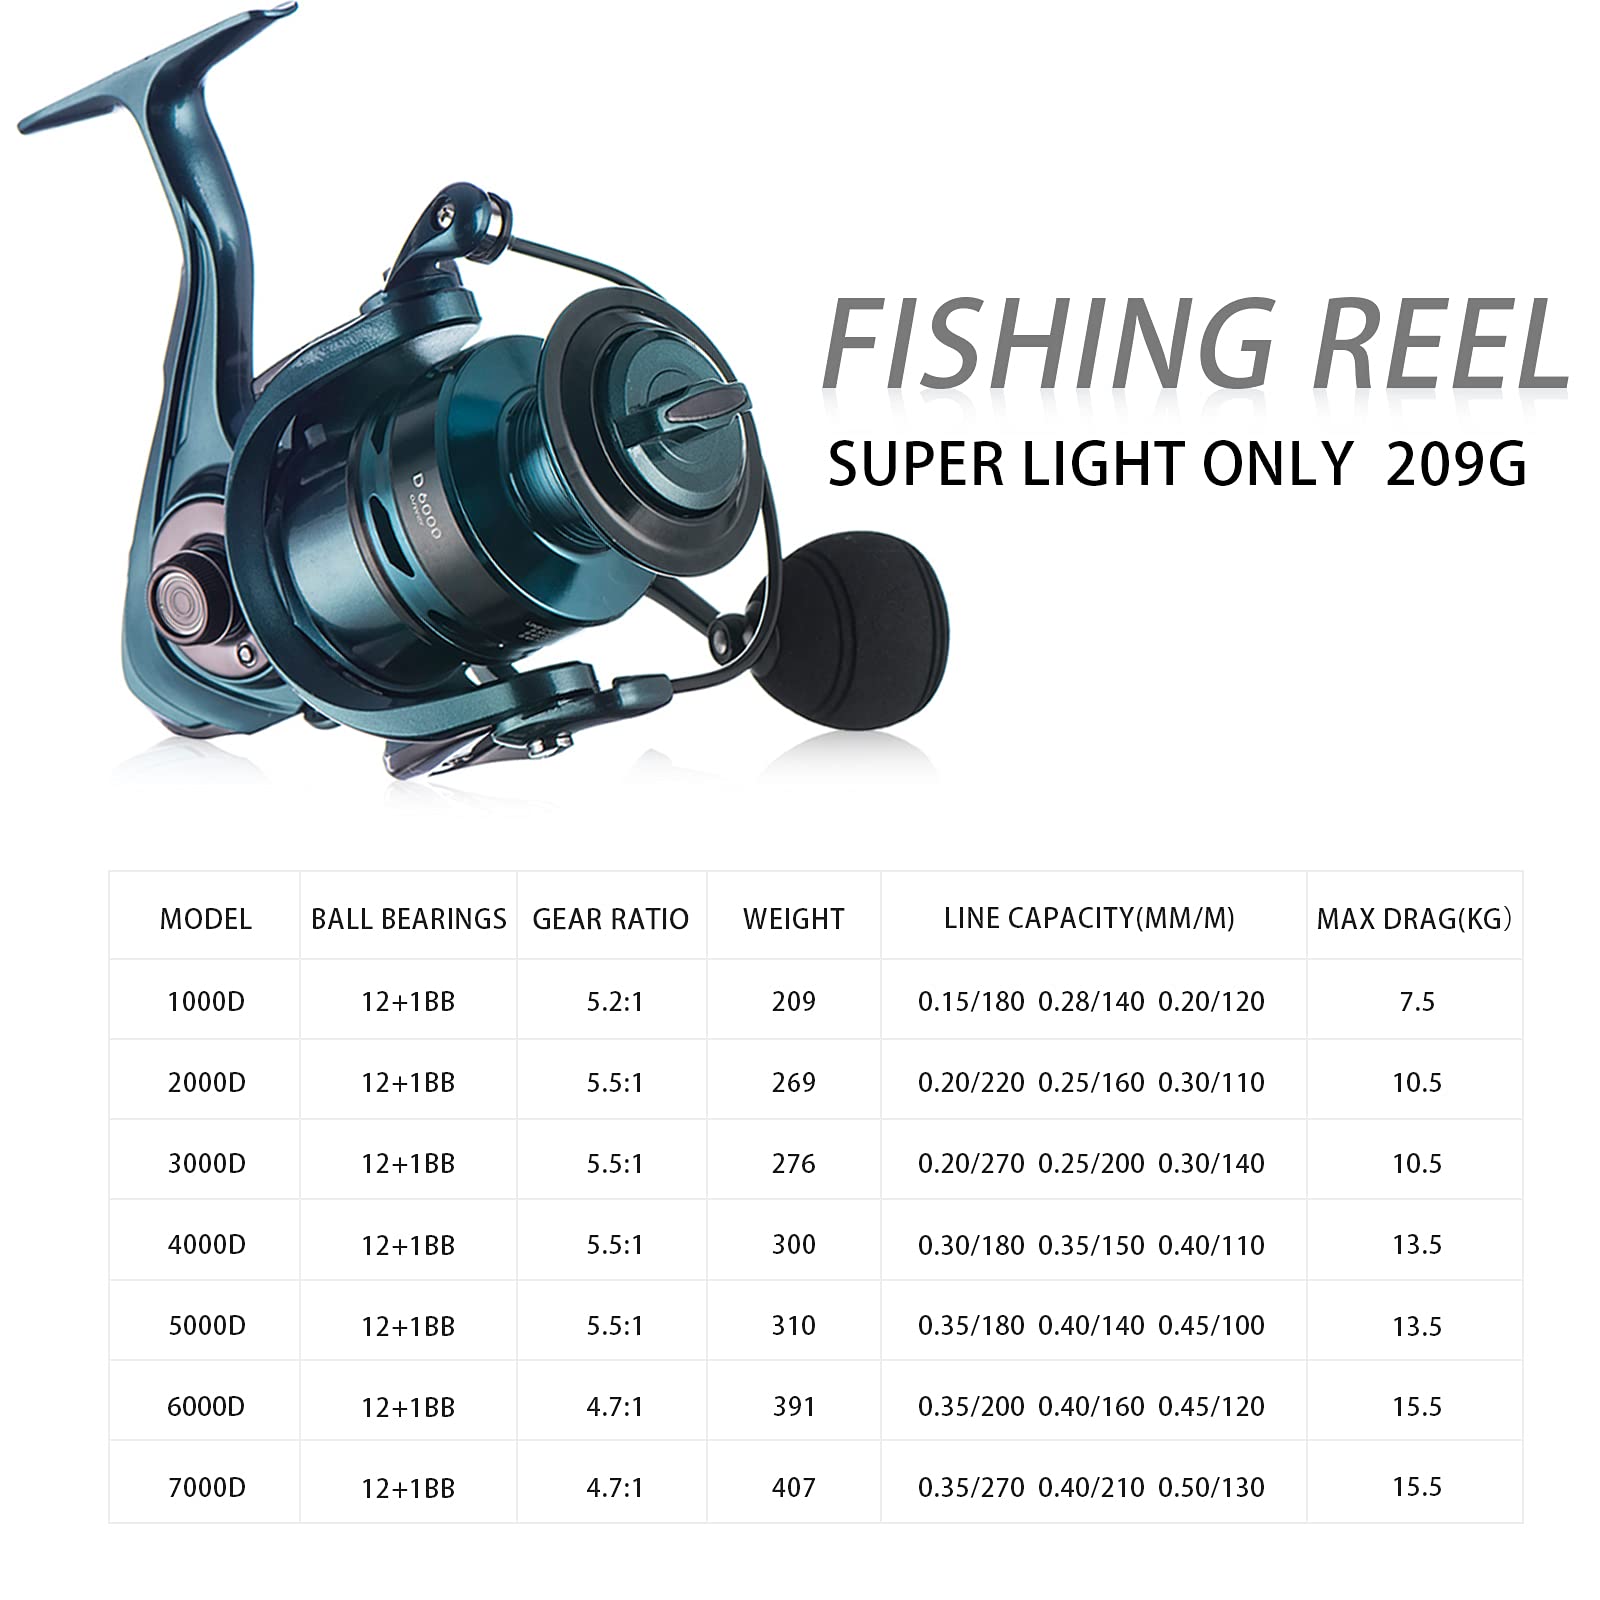 FISHING REEL
SUPER LIGHT ONLY 209G
D 6000
MODEL BALL BEARINGS GEAR RATIO WEIGHT LINE CAPACITY(MM/M) MAX DRAG(KG)
1000D 12+1BB 5.2:1 209 0.15/180 0.28/140 0.20/120 7.5
2000D 12+1BB 5.5:1 269 0.20/220 0.25/160 0.30/110 10.5
3000D 12+1BB 5.5:1 276 0.20/270 0.25/200 0.30/140 10.5
4000D 12+1BB 5.5:1 300 0.30/180 0.35/150 0.40/110 13.5
5000D 12+1BB 5.5:1 310 0.35/180 0.40/140 0.45/100 13.5
6000D 12+1BB 4.7:1 391 0.35/200 0.40/160 0.45/120 15.5
7000D 12+1BB 4.7:1 407 0.35/270 0.40/210 0.50/130 15.5